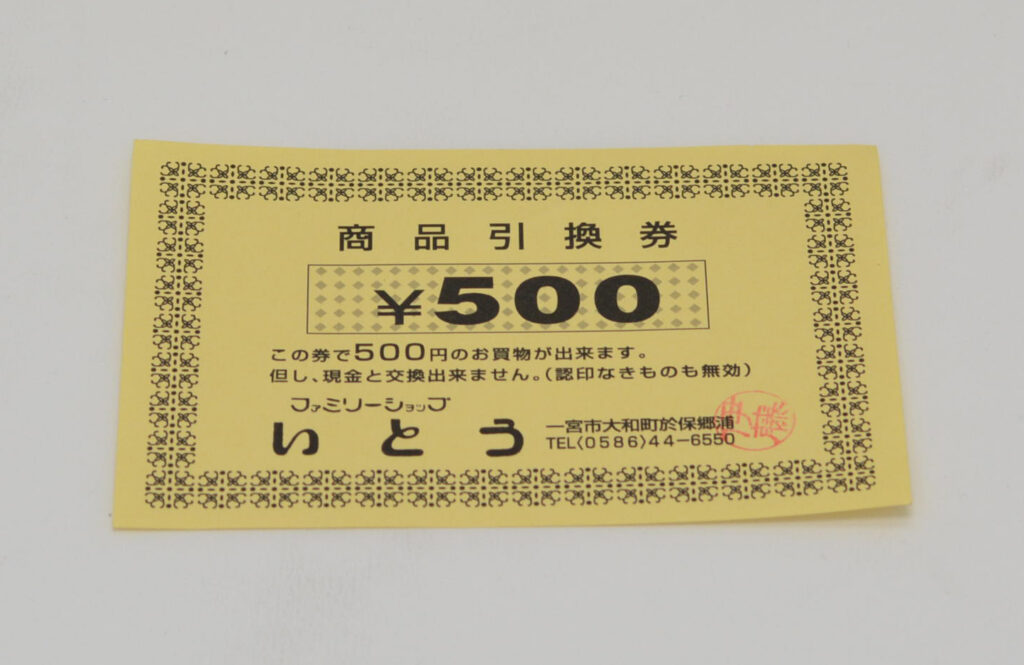 商品引換券
¥500
この券で500円のお買物が出来ます。
但し、現金と交換出来ません。(認印なきものも無効)
ファミリーショップ
いとう
一宮市大和町於保郷浦
TEL(0586)44-6550